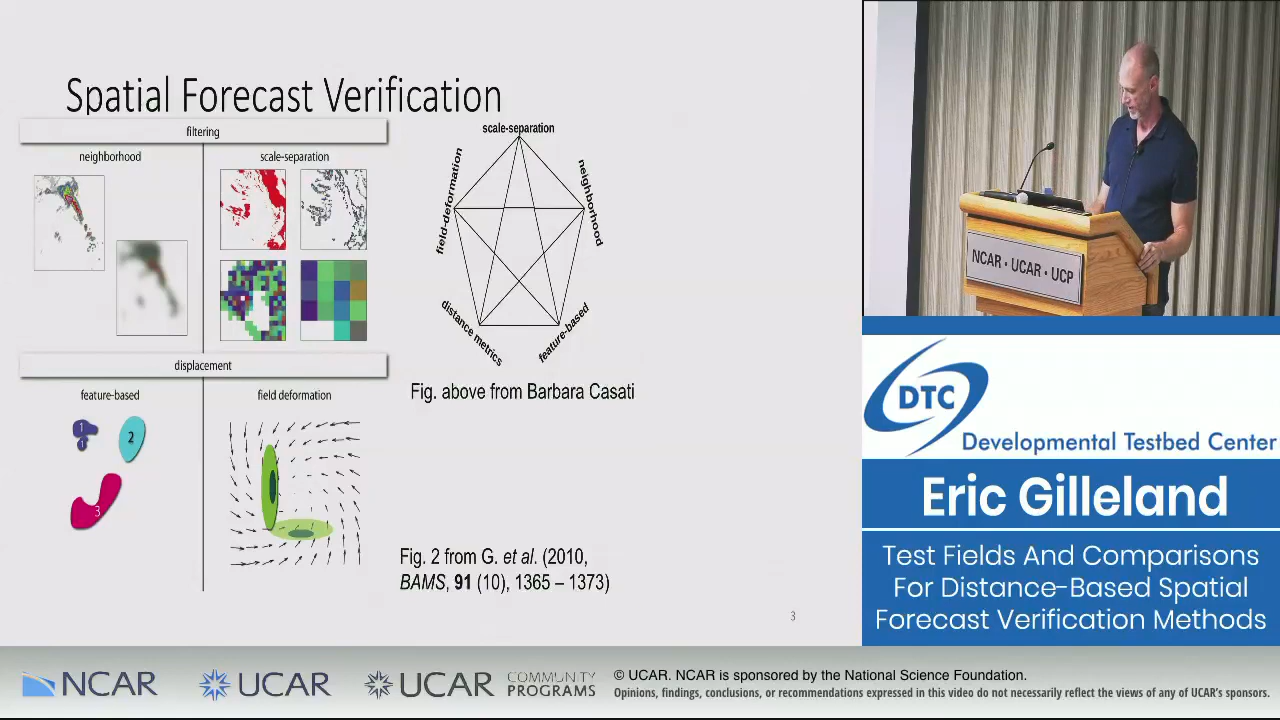 Spatial Forecast Verification
filtering
neighborhood
scale-separation
displacement
feature-based
field deformation
1
1
2
3
scale-separation
neighborhood
feature-based
distance metrics
field-deformation
Fig. above from Barbara Casati
Fig. 2 from G. et al. (2010,
BAMS, 91 (10), 1365 – 1373)
3
NCAR • UCAR • UCP
DTC
Developmental Testbed Center
Eric Gilleland
Test Fields And Comparisons
For Distance-Based Spatial
Forecast Verification Methods
NCAR
UCAR
UCAR
COMMUNITY
PROGRAMS
© UCAR. NCAR is sponsored by the National Science Foundation.
Opinions, findings, conclusions, or recommendations expressed in this video do not necessarily reflect the views of any of UCAR's sponsors.